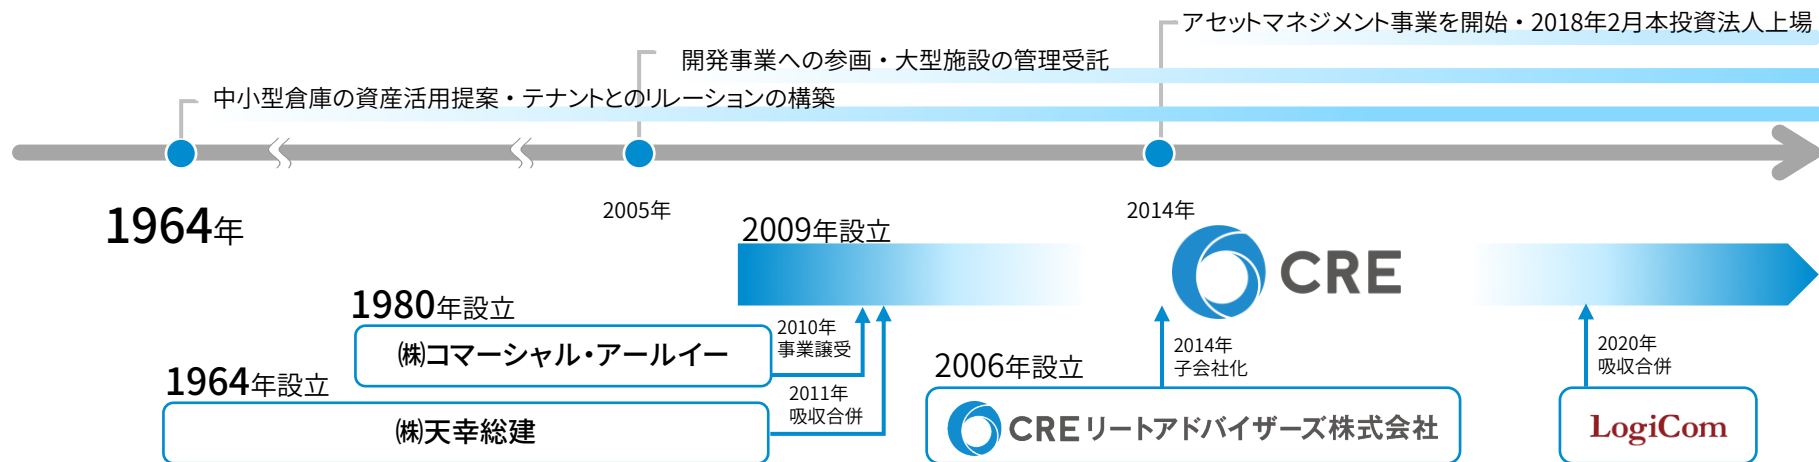 アセットマネジメント事業を開始・2018年2月本投資法人上場
開発事業への参画・大型施設の管理受託
中小型倉庫の資産活用提案・テナントとのリレーションの構築
1964年
2005年
2014年
2009年設立
CRE
1980年設立
㈱コマーシャル・アールイー
2010年
事業譲受
1964年設立
㈱天幸総建
2011年
吸収合併
2006年設立
2014年
子会社化
CREリートアドバイザーズ株式会社
2020年
吸収合併
LogiCom